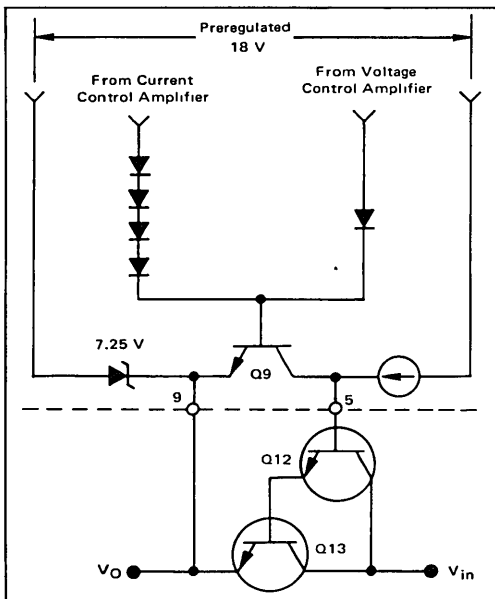 Preregulated
18 V
From Current
Control Amplifier
From Voltage
Control Amplifier
7.25 V
Q9
9
5
Q12
Q13
VO
Vin